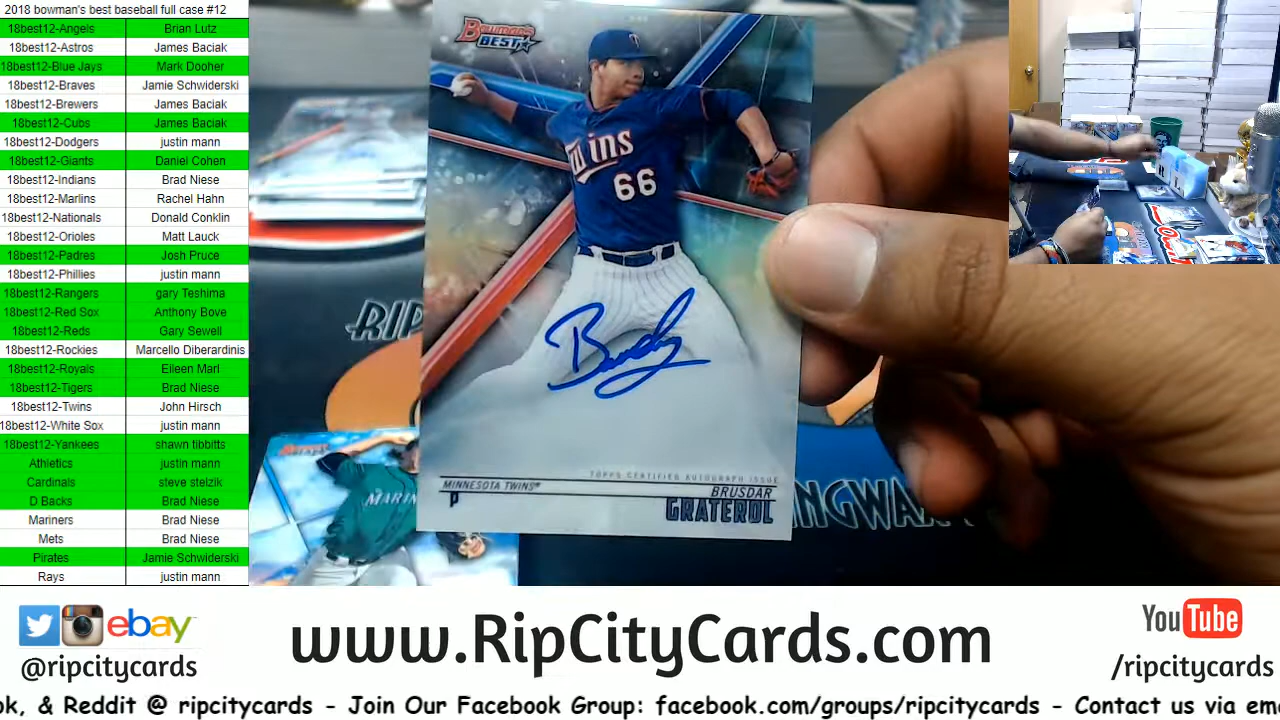 2018 bowman's best baseball full case #12
18best12-Angels Brian Lutz
18best12-Astros James Baciak
18best12-Blue Jays Mark Dooher
18best12-Braves Jamie Schwiderski
18best12-Brewers James Baciak
18best12-Cubs James Baciak
18best12-Dodgers justin mann
18best12-Giants Daniel Cohen
18best12-Indians Brad Niese
18best12-Marlins Rachel Hahn
18best12-Nationals Donald Conklin
18best12-Orioles Matt Lauck
18best12-Padres Josh Pruce
18best12-Phillies justin mann
18best12-Rangers gary Teshima
18best12-Red Sox Anthony Bove
18best12-Reds Gary Sewell
18best12-Rockies Marcello Diberardinis
18best12-Royals Eileen Marl
18best12-Tigers Brad Niese
18best12-Twins John Hirsch
18best12-White Sox justin mann
18best12-Yankees shawn tibbitts
Athletics justin mann
Cardinals steve stelzik
D Backs Brad Niese
Mariners Brad Niese
Mets Brad Niese
Pirates Jamie Schwiderski
Rays justin mann
Bowman's
BEST
Twins
66
RIP
MARIN
TOPPS CERTIFIED AUTOGRAPH ISSUE
MINNESOTA TWINS®
P
BRUSDAR
GRATEROL
INGWA
ebay
@ripcitycards
www.RipCityCards.com
YouTube
/ripcitycards
ok, & Reddit @ ripcitycards - Join Our Facebook Group: facebook.com/groups/ripcitycards - Contact us via ema